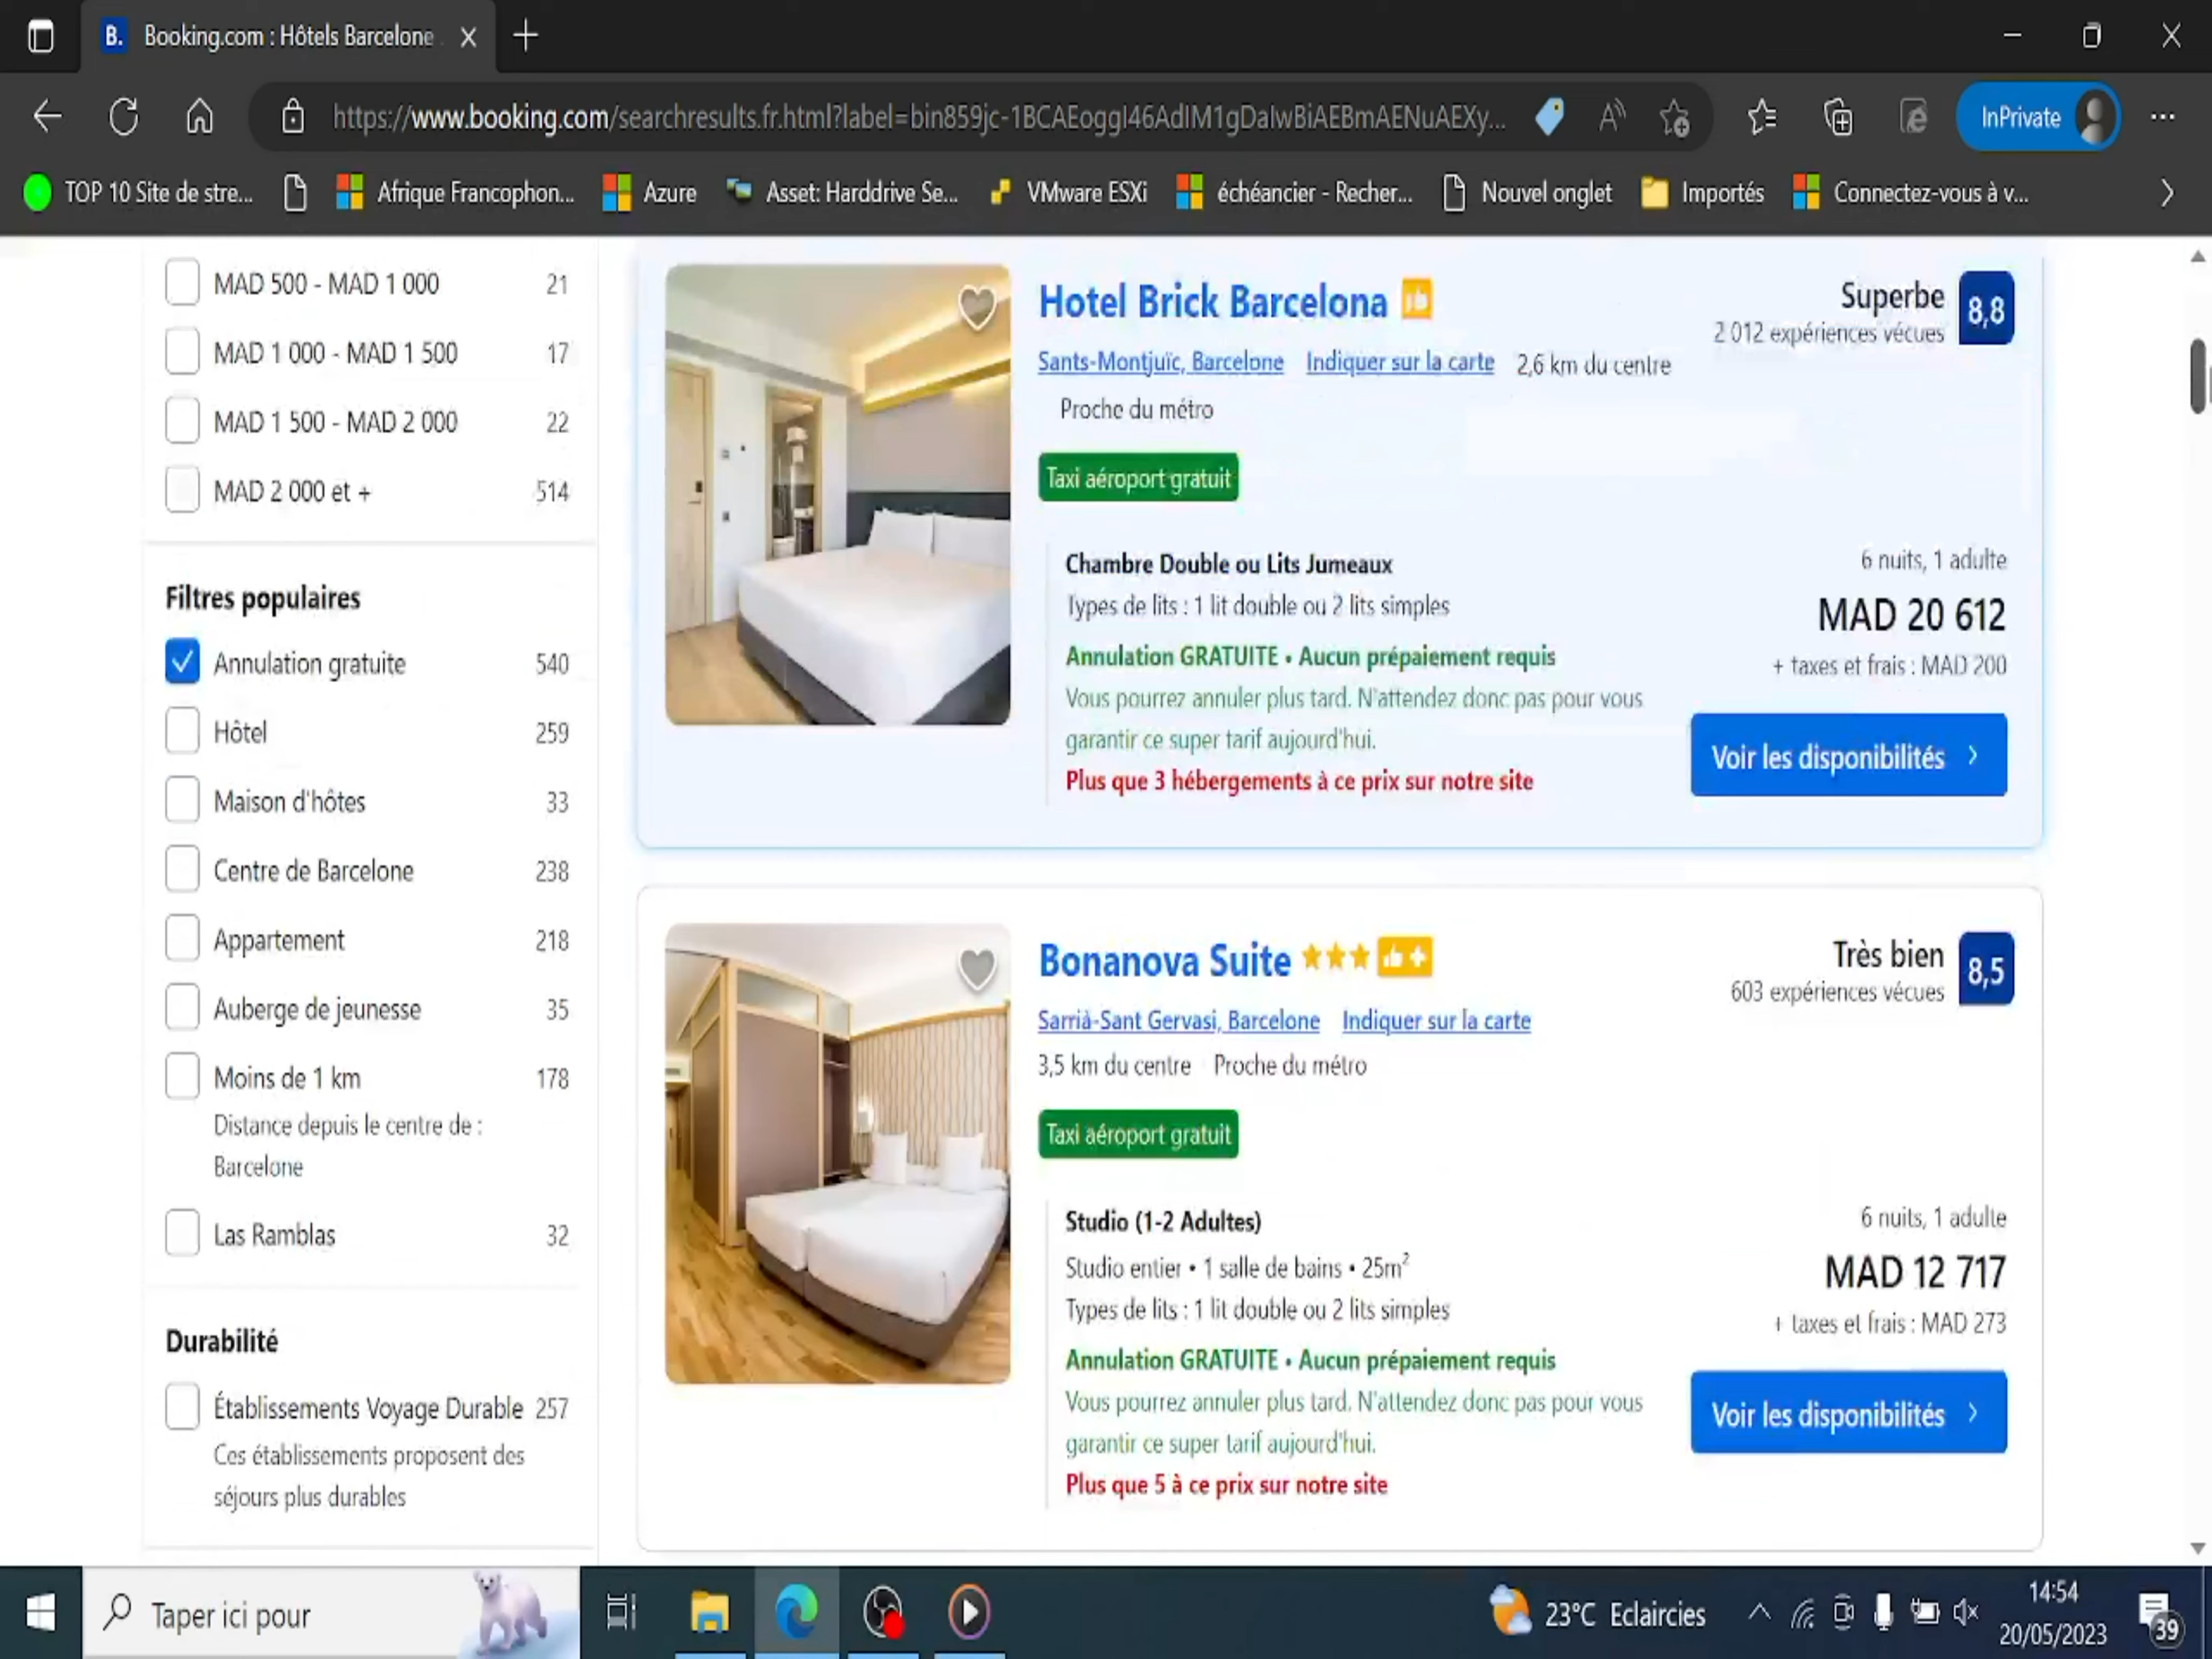 B. Booking.com : Hôtels Barcelone
https://www.booking.com/searchresults.fr.html?label=bin859jc-1BCAEoggI46AdIM1gDaIwBiAEBmAENuAEXy...
InPrivate
TOP 10 Site de stre...
Afrique Francophon...
Azure
Asset: Harddrive Se...
VMware ESXi
échéancier - Recher...
Nouvel onglet
Importés
Connectez-vous à v...
MAD 500 - MAD 1 000 21
MAD 1 000 - MAD 1 500 17
MAD 1 500 - MAD 2 000 22
MAD 2 000 et + 514
Filtres populaires
Annulation gratuite 540
Hôtel 259
Maison d'hôtes 33
Centre de Barcelone 238
Appartement 218
Auberge de jeunesse 35
Moins de 1 km 178
Distance depuis le centre de :
Barcelone
Las Ramblas 32
Durabilité
Établissements Voyage Durable 257
Ces établissements proposent des
séjours plus durables
Hotel Brick Barcelona
Superbe 8,8
2 012 expériences vécues
Sants-Montjuïc, Barcelone Indiquer sur la carte 2,6 km du centre
Proche du métro
Taxi aéroport gratuit
Chambre Double ou Lits Jumeaux
Types de lits : 1 lit double ou 2 lits simples
Annulation GRATUITE • Aucun prépaiement requis
Vous pourrez annuler plus tard. N'attendez donc pas pour vous
garantir ce super tarif aujourd'hui.
Plus que 3 hébergements à ce prix sur notre site
6 nuits, 1 adulte
MAD 20 612
+ taxes et frais : MAD 200
Voir les disponibilités
Bonanova Suite
Très bien 8,5
603 expériences vécues
Sarrià-Sant Gervasi, Barcelone Indiquer sur la carte
3,5 km du centre Proche du métro
Taxi aéroport gratuit
Studio (1-2 Adultes)
Studio entier • 1 salle de bains • 25m²
Types de lits : 1 lit double ou 2 lits simples
Annulation GRATUITE • Aucun prépaiement requis
Vous pourrez annuler plus tard. N'attendez donc pas pour vous
garantir ce super tarif aujourd'hui.
Plus que 5 à ce prix sur notre site
6 nuits, 1 adulte
MAD 12 717
+ taxes et frais : MAD 273
Voir les disponibilités
Taper ici pour
23°C Eclaircies
14:54
20/05/2023
39